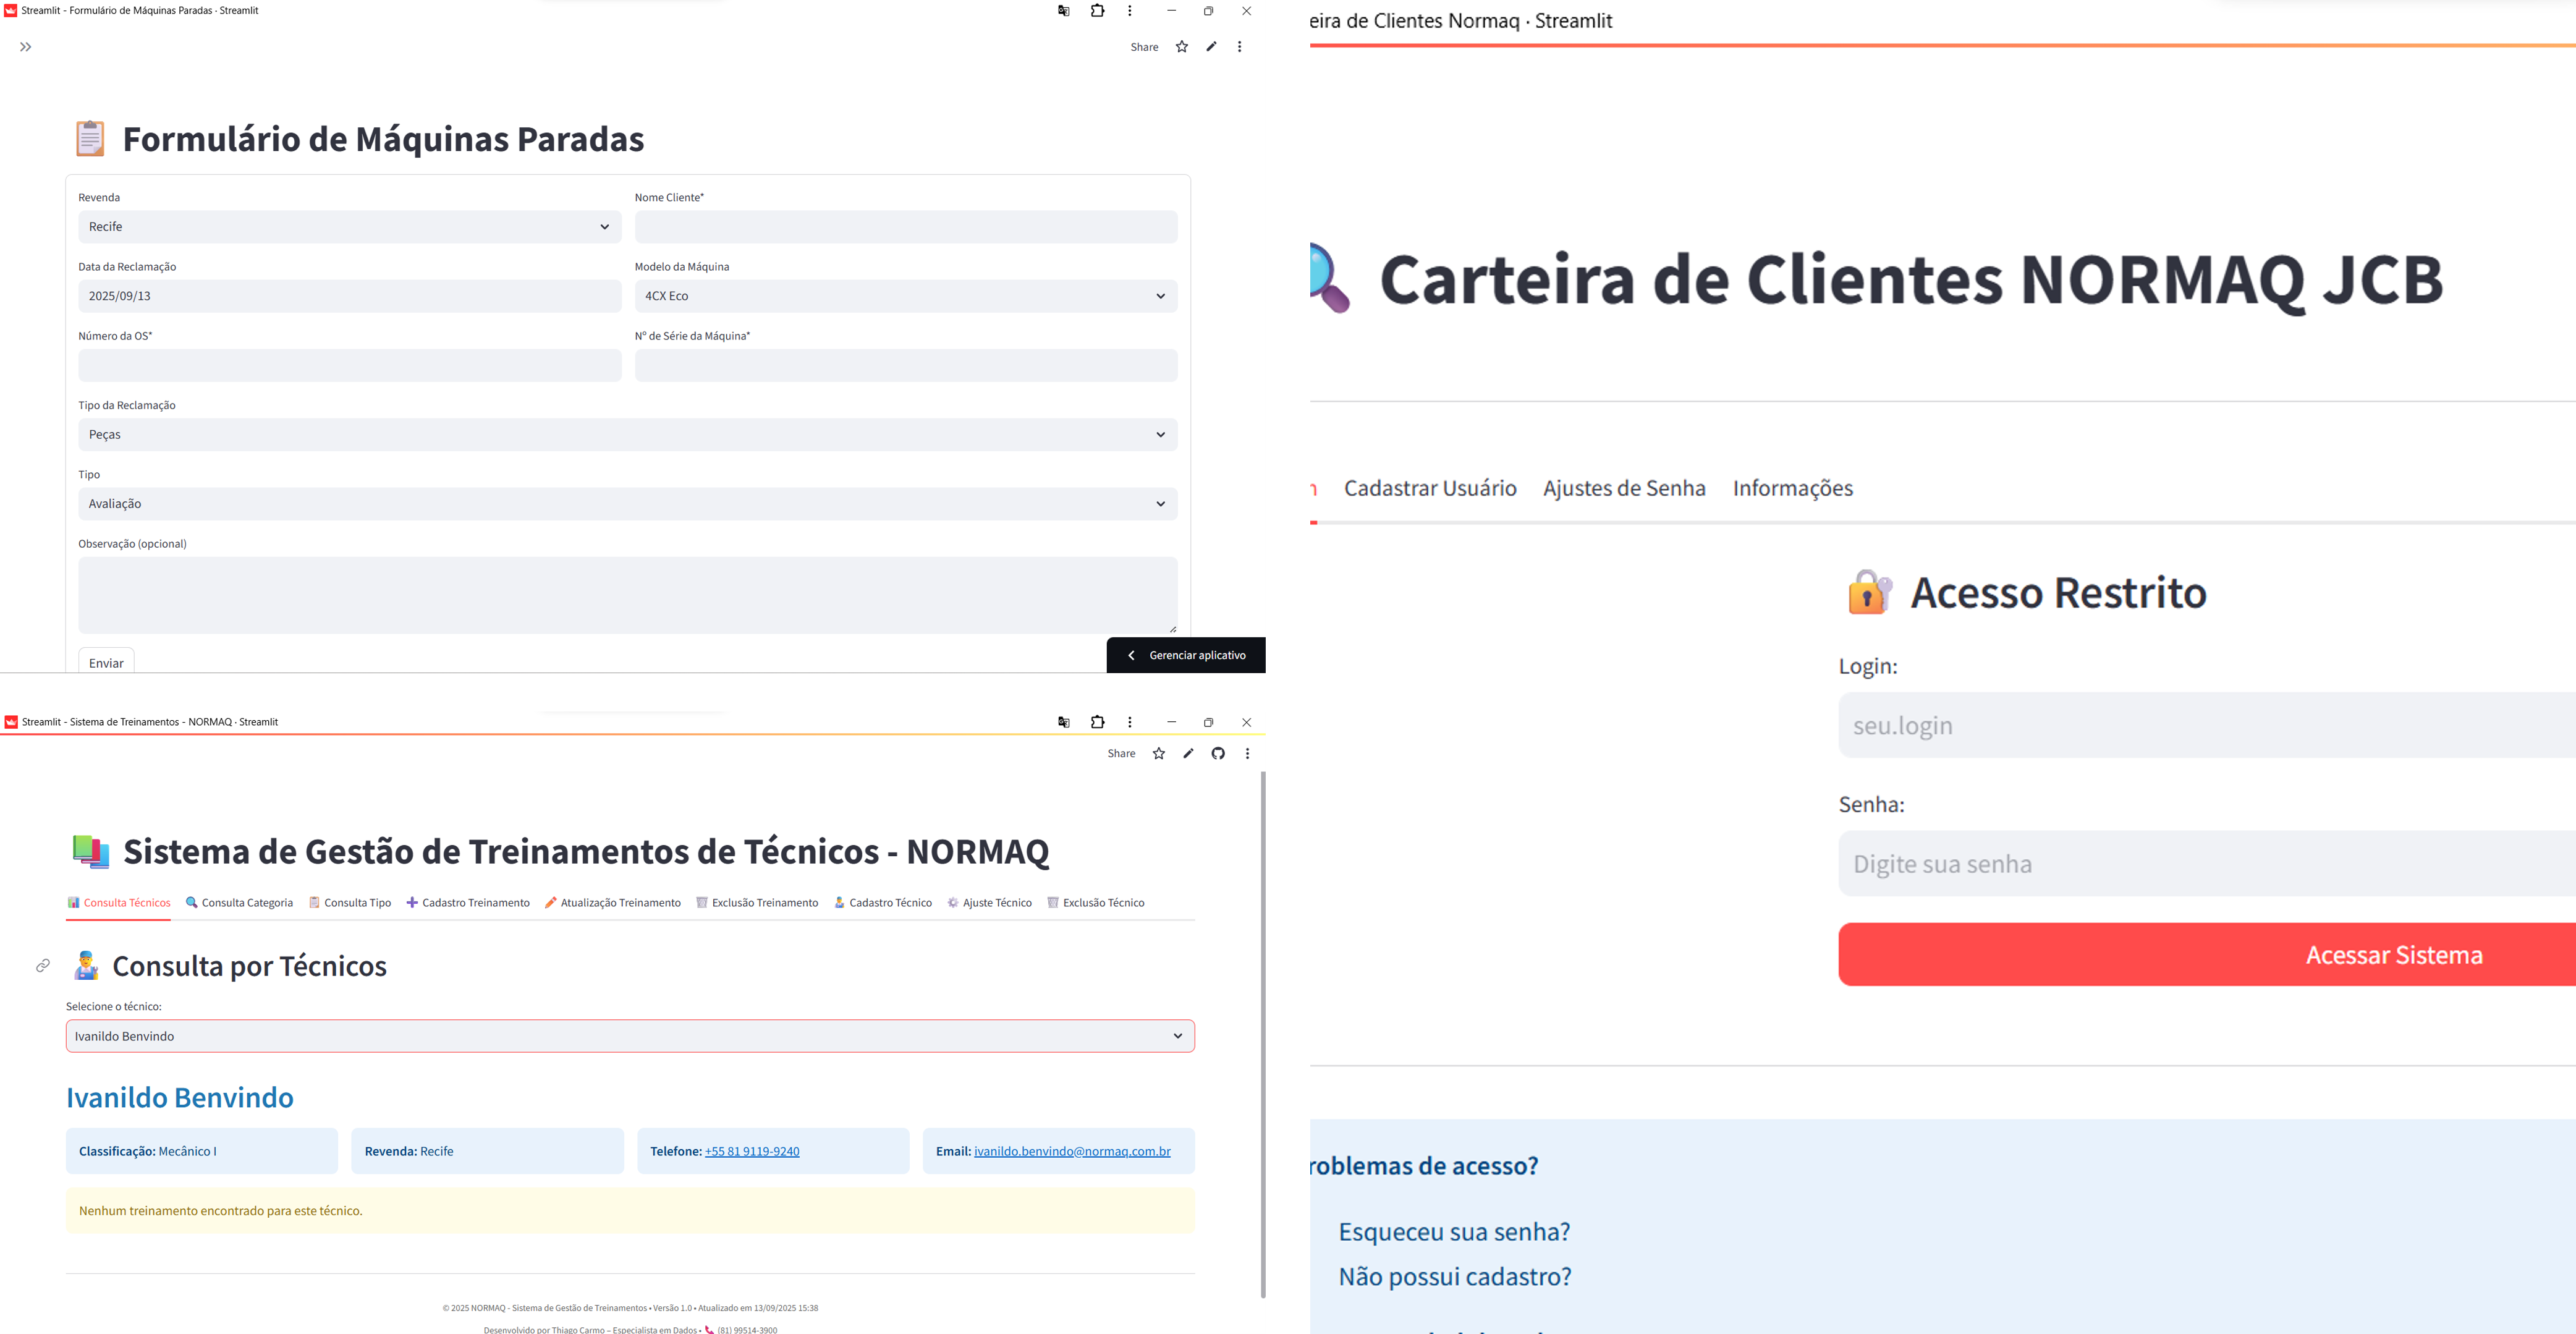 Streamlit - Formulário de Máquinas Paradas · Streamlit
Share
Formulário de Máquinas Paradas
Revenda
Nome Cliente*
Recife
Data da Reclamação
Modelo da Máquina
2025/09/13
4CX Eco
Número da OS*
Nº de Série da Máquina*
Tipo da Reclamação
Peças
Tipo
Avaliação
Observação (opcional)
Enviar
Gerenciar aplicativo
Streamlit - Sistema de Treinamentos - NORMAQ · Streamlit
Share
Sistema de Gestão de Treinamentos de Técnicos - NORMAQ
Consulta Técnicos Consulta Categoria Consulta Tipo Cadastro Treinamento Atualização Treinamento Exclusão Treinamento Cadastro Técnico Ajuste Técnico Exclusão Técnico
Consulta por Técnicos
Selecione o técnico:
Ivanildo Benvindo
Ivanildo Benvindo
Classificação: Mecânico I
Revenda: Recife
Telefone: +55 81 9119-9240
Email: ivanildo.benvindo@normaq.com.br
Nenhum treinamento encontrado para este técnico.
© 2025 NORMAQ - Sistema de Gestão de Treinamentos • Versão 1.0 • Atualizado em 13/09/2025 15:38
Desenvolvido por Thiago Carmo – Especialista em Dados • (81) 99514-3900
eira de Clientes Normaq · Streamlit
Carteira de Clientes NORMAQ JCB
Cadastrar Usuário Ajustes de Senha Informações
Acesso Restrito
Login:
seu.login
Senha:
Digite sua senha
Acessar Sistema
roblemas de acesso?
Esqueceu sua senha?
Não possui cadastro?